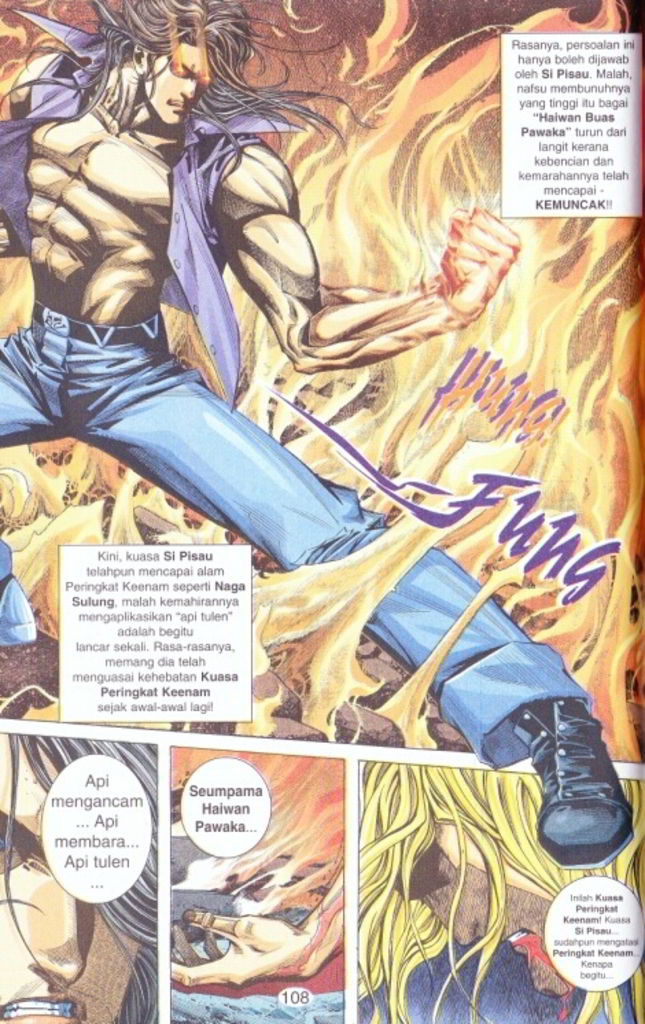 Rasanya, persoalan ini
hanya boleh dijawab
oleh Si Pisau. Malah,
nafsu membunuhnya
yang tinggi itu bagai
"Haiwan Buas
Pawaka" turun dari
langit kerana
kebencian dan
kemarahannya telah
mencapai -
KEMUNCAK!!
Hung
Fung
Kini, kuasa Si Pisau
telahpun mencapai alam
Peringkat Keenam seperti Naga
Sulung, malah kemahirannya
mengaplikasikan "api tulen"
adalah begitu
lancar sekali. Rasa-rasanya,
memang dia telah
menguasai kehebatan Kuasa
Peringkat Keenam
sejak awal-awal lagi!
Api
mengancam
... Api
membara...
Api tulen
...
Seumpama
Haiwan
Pawaka...
Inilah Kuasa
Peringkat
Keenam! Kuasa
Si Pisau...
sudahpun mengatasi
Peringkat Keenam...
Kenapa
begitu...
108